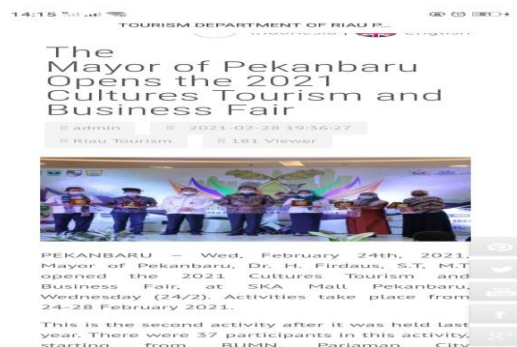 14:15
TOURISM DEPARTMENT OF RIAU P...
Indonesia | English
The
Mayor of Pekanbaru
Opens the 2021
Cultures Tourism and
Business Fair
admin 2021-02-28 19:36:27
Riau Tourism 181 Viewer
PEKANBARU – Wed, February 24th, 2021.
Mayor of Pekanbaru, Dr. H. Firdaus, S.T, M.T
opened the 2021 Cultures Tourism and
Business Fair, at SKA Mall Pekanbaru,
Wednesday (24/2). Activities take place from
24-28 February 2021.
This is the second activity after it was held last
year. There were 37 participants in this activity,
starting from BUMN, Pariaman City